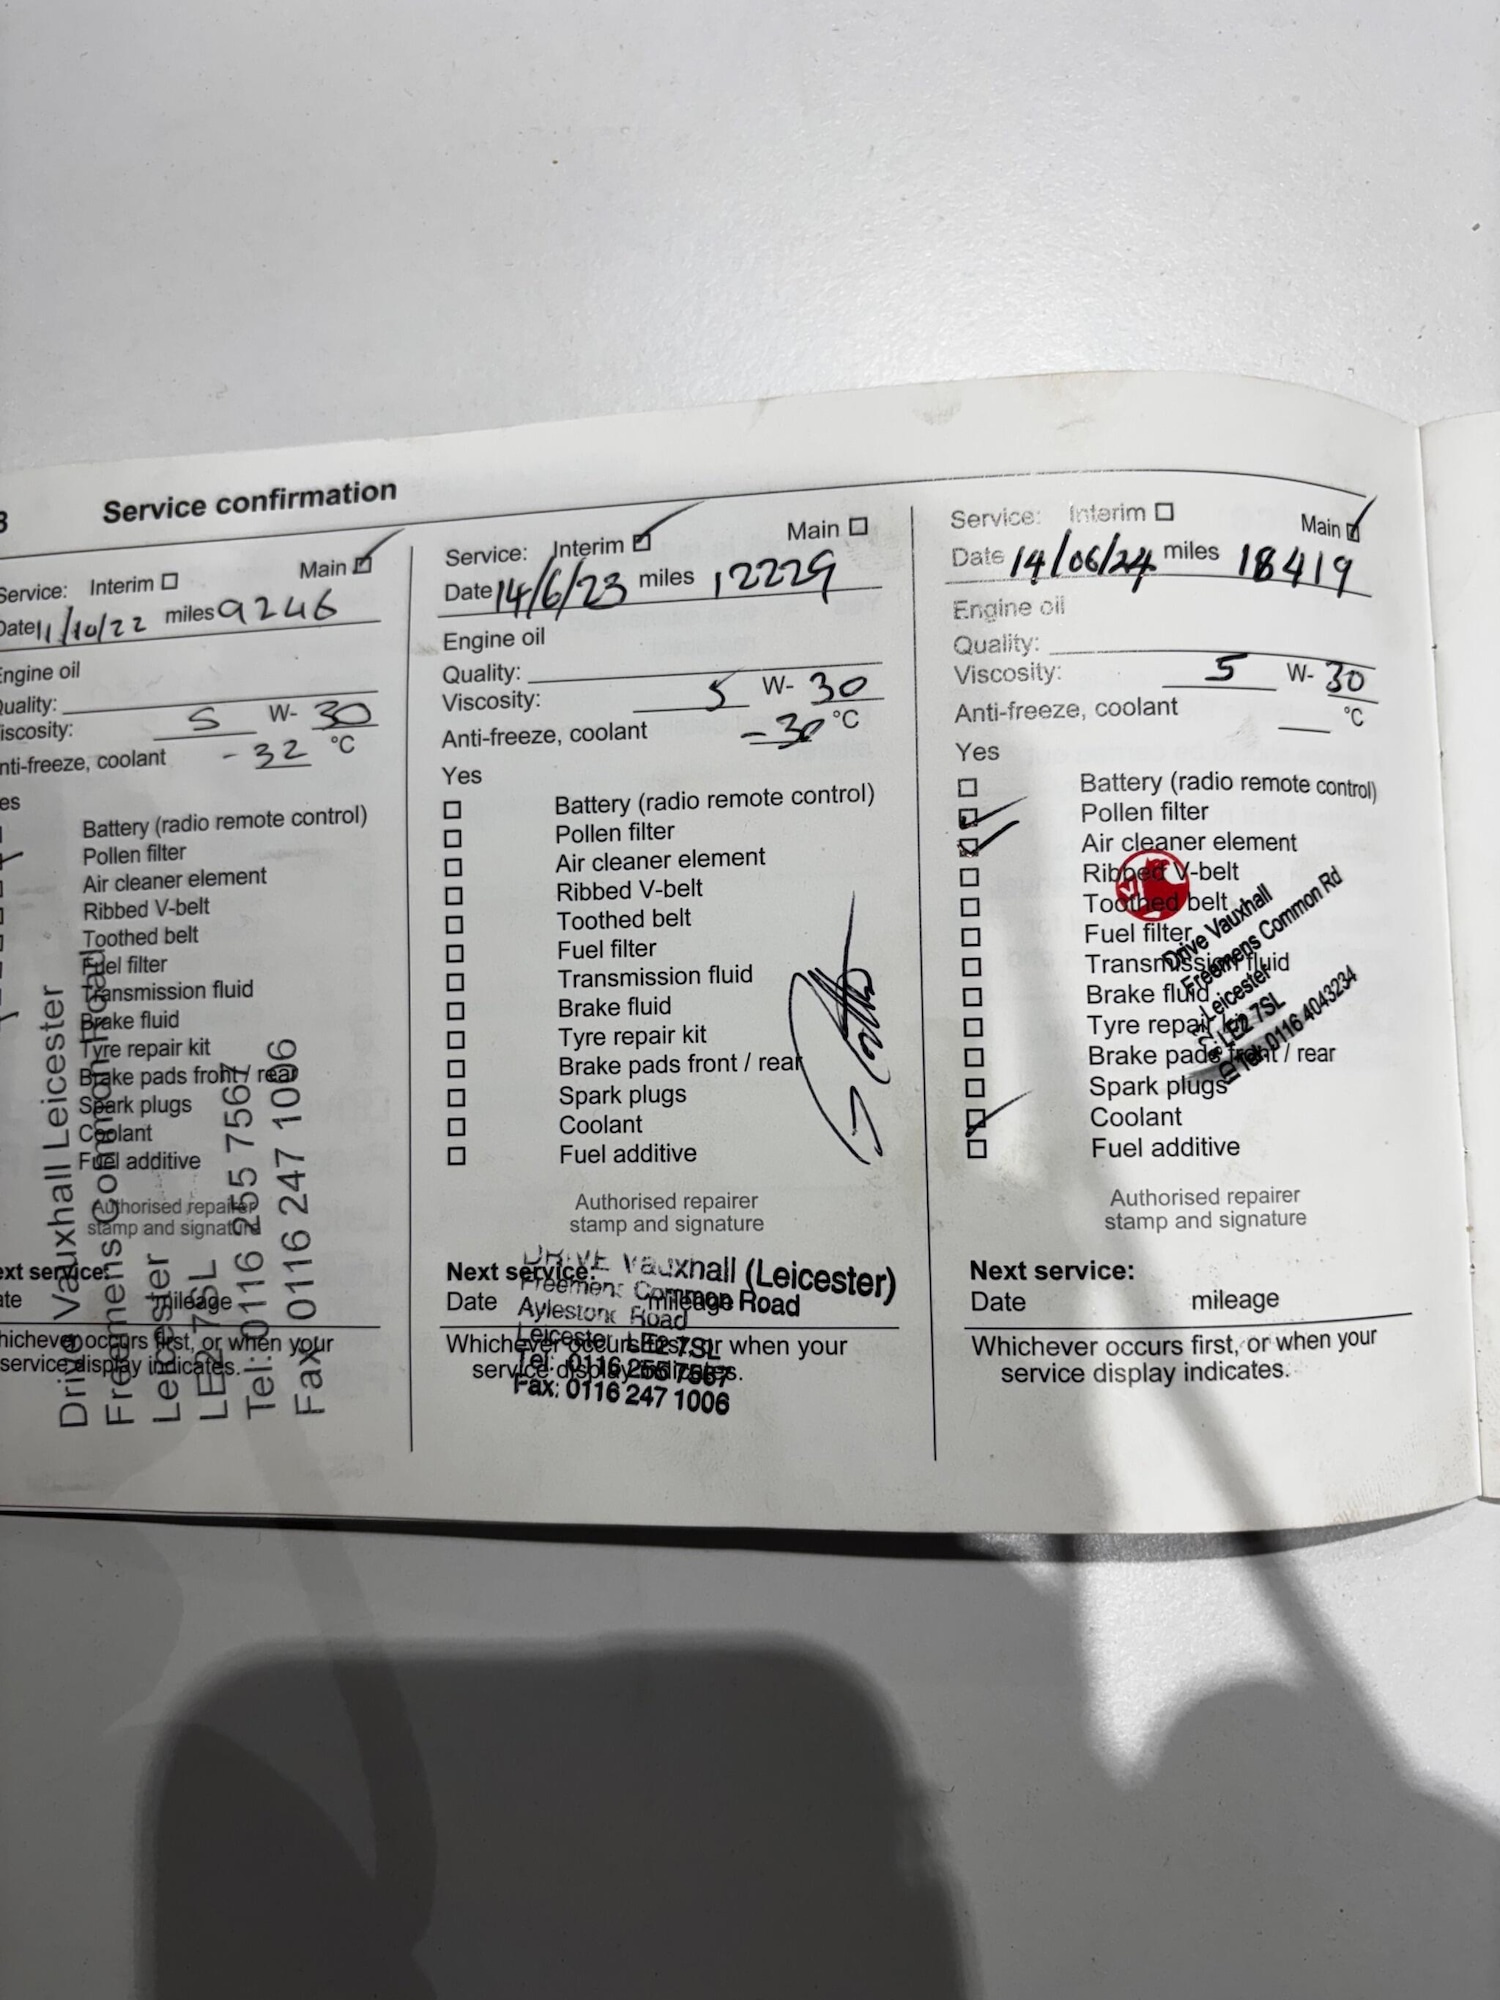 3 Service confirmation
Service: Interim Main
Date 11/10/22 miles 9246
Engine oil
Quality:
Viscosity: 5 W- 30
Anti-freeze, coolant -32 °C
Yes
Battery (radio remote control)
Pollen filter
Air cleaner element
Ribbed V-belt
Toothed belt
Fuel filter
Transmission fluid
Brake fluid
Tyre repair kit
Brake pads front / rear
Spark plugs
Coolant
Fuel additive
Authorised repairer
stamp and signature
Next service:
Date mileage
Whichever occurs first, or when your
service display indicates.
Drive Vauxhall Leicester
Freemens Common Road
Leicester
LE2 7SL
Tel: 0116 255 7567
Fax: 0116 247 1006
Service: Interim Main
Date 14/6/23 miles 12229
Engine oil
Quality:
Viscosity: 5 W- 30
Anti-freeze, coolant -30 °C
Yes
Battery (radio remote control)
Pollen filter
Air cleaner element
Ribbed V-belt
Toothed belt
Fuel filter
Transmission fluid
Brake fluid
Tyre repair kit
Brake pads front / rear
Spark plugs
Coolant
Fuel additive
Authorised repairer
stamp and signature
Next service:
Date mileage
Whichever occurs first, or when your
service display indicates.
DRIVE Vauxhall (Leicester)
Freemens Common Road
Aylestone Road
Leicester LE2 7SL
Tel: 0116 255 7567
Fax: 0116 247 1006
Service: Interim Main
Date 14/06/24 miles 18419
Engine oil
Quality:
Viscosity: 5 W- 30
Anti-freeze, coolant °C
Yes
Battery (radio remote control)
Pollen filter
Air cleaner element
Ribbed V-belt
Toothed belt
Fuel filter
Transmission fluid
Brake fluid
Tyre repair kit
Brake pads front / rear
Spark plugs
Coolant
Fuel additive
Drive Vauxhall
Freemens Common Rd
Leicester
LE2 7SL
Tel: 0116 4043234
Authorised repairer
stamp and signature
Next service:
Date mileage
Whichever occurs first, or when your
service display indicates.